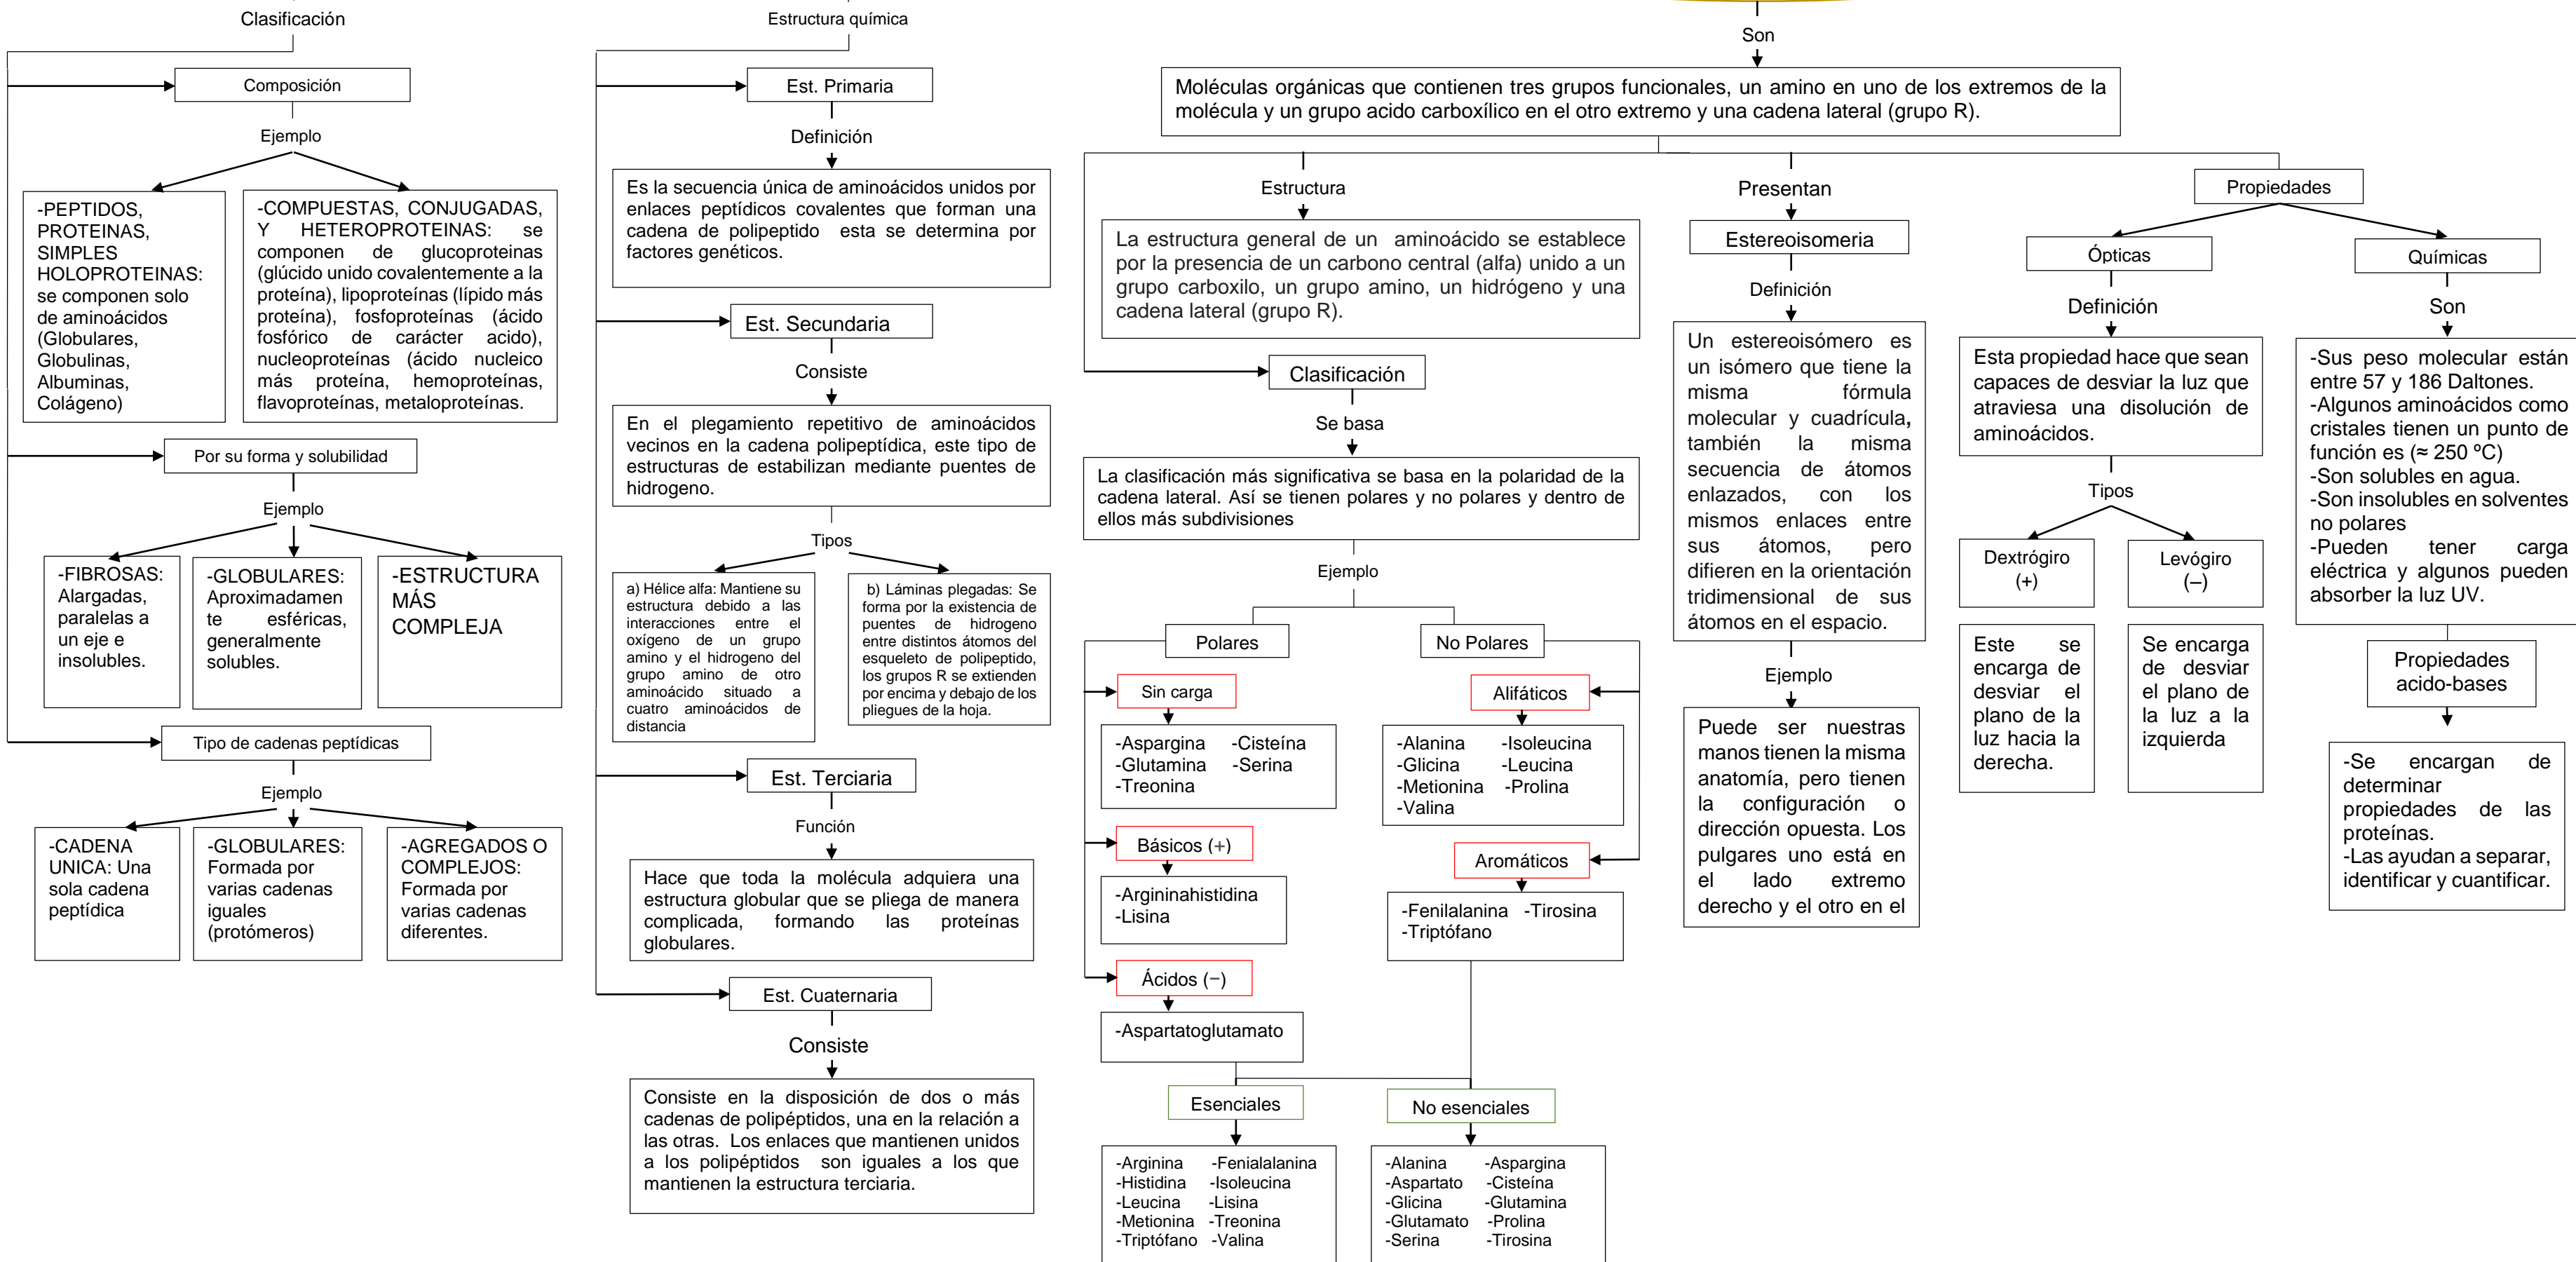 Clasificación
Composición
Ejemplo
-PEPTIDOS,
PROTEINAS,
SIMPLES
HOLOPROTEINAS:
se componen solo
de aminoácidos
(Globulares,
Globulinas,
Albuminas,
Colágeno)
-COMPUESTAS, CONJUGADAS,
Y HETEROPROTEINAS: se
componen de glucoproteinas
(glúcido unido covalentemente a la
proteína), lipoproteínas (lípido más
proteína), fosfoproteínas (ácido
fosfórico de carácter acido),
nucleoproteínas (ácido nucleico
más proteína, hemoproteínas,
flavoproteínas, metaloproteínas.
Por su forma y solubilidad
Ejemplo
-FIBROSAS:
Alargadas,
paralelas a
un eje e
insolubles.
-GLOBULARES:
Aproximadamen
te esféricas,
generalmente
solubles.
-ESTRUCTURA
MÁS
COMPLEJA
Tipo de cadenas peptídicas
Ejemplo
-CADENA
UNICA: Una
sola cadena
peptídica
-GLOBULARES:
Formada por
varias cadenas
iguales
(protómeros)
-AGREGADOS O
COMPLEJOS:
Formada por
varias cadenas
diferentes.
Estructura química
Est. Primaria
Definición
Es la secuencia única de aminoácidos unidos por
enlaces peptídicos covalentes que forman una
cadena de polipeptido esta se determina por
factores genéticos.
Est. Secundaria
Consiste
En el plegamiento repetitivo de aminoácidos
vecinos en la cadena polipeptídica, este tipo de
estructuras de estabilizan mediante puentes de
hidrogeno.
Tipos
a) Hélice alfa: Mantiene su
estructura debido a las
interacciones entre el
oxígeno de un grupo
amino y el hidrogeno del
grupo amino de otro
aminoácido situado a
cuatro aminoácidos de
distancia
b) Láminas plegadas: Se
forma por la existencia de
puentes de hidrogeno
entre distintos átomos del
esqueleto de polipeptido,
los grupos R se extienden
por encima y debajo de los
pliegues de la hoja.
Est. Terciaria
Función
Hace que toda la molécula adquiera una
estructura globular que se pliega de manera
complicada, formando las proteínas
globulares.
Est. Cuaternaria
Consiste
Consiste en la disposición de dos o más
cadenas de polipéptidos, una en la relación a
las otras. Los enlaces que mantienen unidos
a los polipéptidos son iguales a los que
mantienen la estructura terciaria.
Son
Moléculas orgánicas que contienen tres grupos funcionales, un amino en uno de los extremos de la
molécula y un grupo acido carboxílico en el otro extremo y una cadena lateral (grupo R).
Estructura
La estructura general de un aminoácido se establece
por la presencia de un carbono central (alfa) unido a un
grupo carboxilo, un grupo amino, un hidrógeno y una
cadena lateral (grupo R).
Clasificación
Se basa
La clasificación más significativa se basa en la polaridad de la
cadena lateral. Así se tienen polares y no polares y dentro de
ellos más subdivisiones
Ejemplo
Polares
Sin carga
-Aspargina -Cisteína
-Glutamina -Serina
-Treonina
Básicos (+)
-Argininahistidina
-Lisina
Ácidos (−)
-Aspartatoglutamato
No Polares
Alifáticos
-Alanina -Isoleucina
-Glicina -Leucina
-Metionina -Prolina
-Valina
Aromáticos
-Fenilalanina -Tirosina
-Triptófano
Esenciales
-Arginina -Fenialalanina
-Histidina -Isoleucina
-Leucina -Lisina
-Metionina -Treonina
-Triptófano -Valina
No esenciales
-Alanina -Aspargina
-Aspartato -Cisteína
-Glicina -Glutamina
-Glutamato -Prolina
-Serina -Tirosina
Presentan
Estereoisomeria
Definición
Un estereoisómero es
un isómero que tiene la
misma fórmula
molecular y cuadrícula,
también la misma
secuencia de átomos
enlazados, con los
mismos enlaces entre
sus átomos, pero
difieren en la orientación
tridimensional de sus
átomos en el espacio.
Ejemplo
Puede ser nuestras
manos tienen la misma
anatomía, pero tienen
la configuración o
dirección opuesta. Los
pulgares uno está en
el lado extremo
derecho y el otro en el
Propiedades
Ópticas
Definición
Esta propiedad hace que sean
capaces de desviar la luz que
atraviesa una disolución de
aminoácidos.
Tipos
Dextrógiro
(+)
Este se
encarga de
desviar el
plano de la
luz hacia la
derecha.
Levógiro
(–)
Se encarga
de desviar
el plano de
la luz a la
izquierda
Químicas
Son
-Sus peso molecular están
entre 57 y 186 Daltones.
-Algunos aminoácidos como
cristales tienen un punto de
función es (≈ 250 ºC)
-Son solubles en agua.
-Son insolubles en solventes
no polares
-Pueden tener carga
eléctrica y algunos pueden
absorber la luz UV.
Propiedades
acido-bases
-Se encargan de
determinar
propiedades de las
proteínas.
-Las ayudan a separar,
identificar y cuantificar.